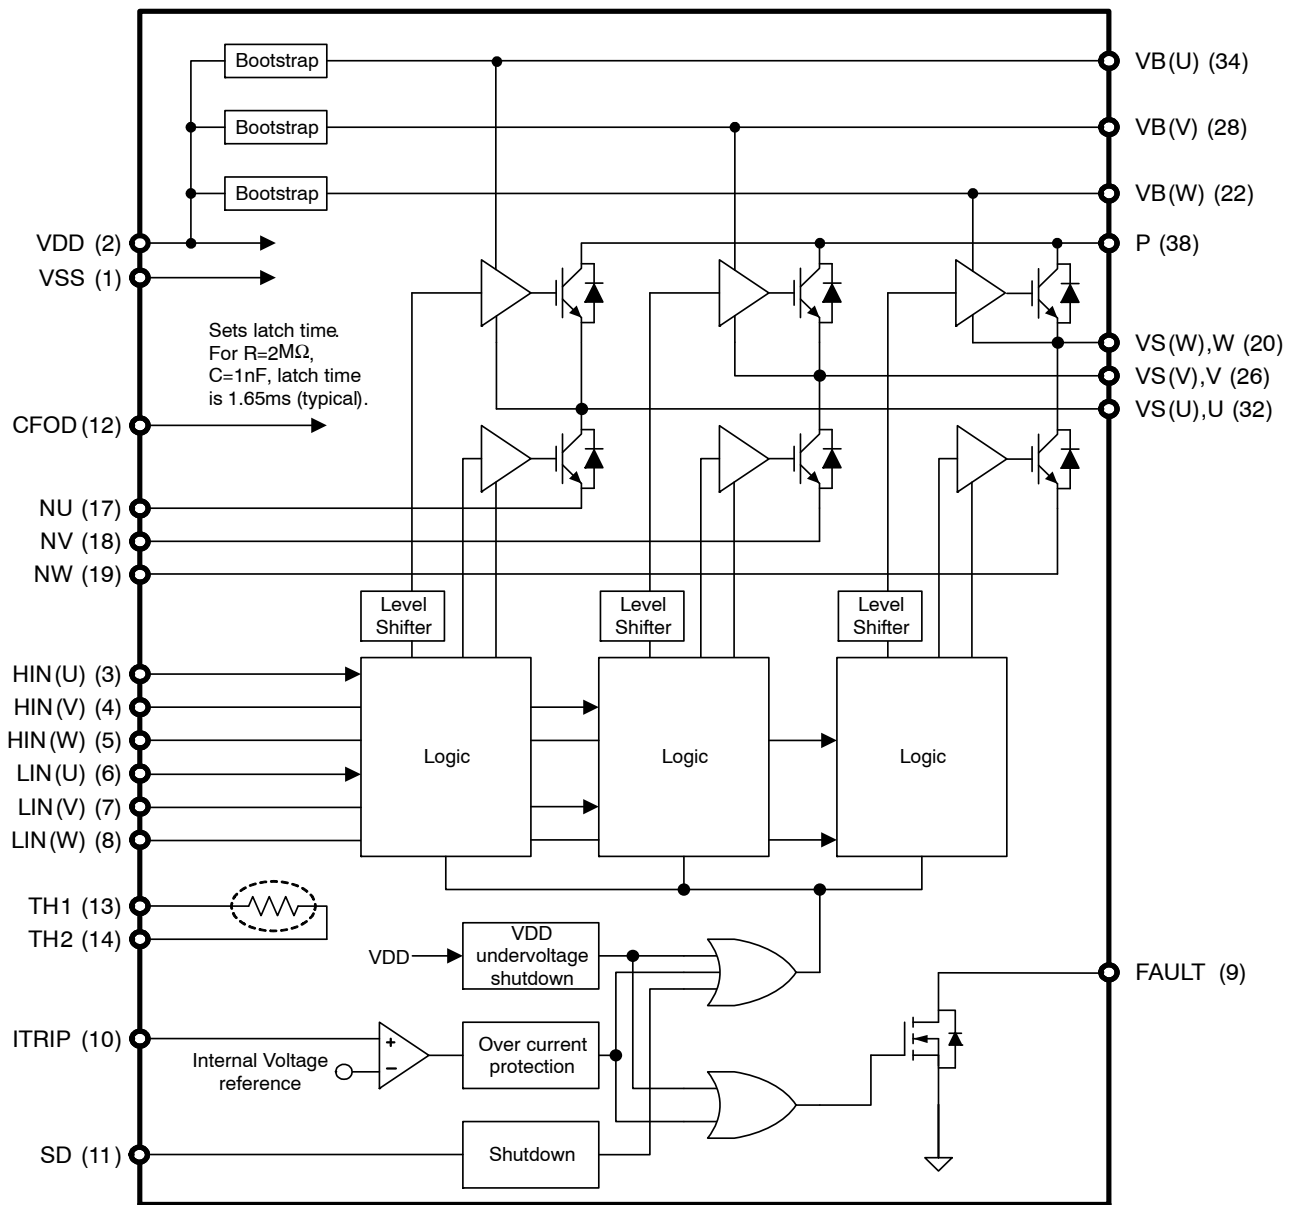 Bootstrap
VB(U) (34)
Bootstrap
VB(V) (28)
Bootstrap
VB(W) (22)
VDD (2)
P (38)
VSS (1)
Sets latch time.
For R=2MΩ,
C=1nF, latch time
is 1.65ms (typical).
VS(W),W (20)
VS(V),V (26)
VS(U),U (32)
CFOD (12)
NU (17)
NV (18)
NW (19)
Level
Shifter
Level
Shifter
Level
Shifter
HIN(U) (3)
HIN(V) (4)
HIN(W) (5)
LIN(U) (6)
LIN(V) (7)
LIN(W) (8)
Logic
Logic
Logic
TH1 (13)
TH2 (14)
VDD
VDD
undervoltage
shutdown
FAULT (9)
ITRIP (10)
+
−
Internal Voltage
reference
Over current
protection
SD (11)
Shutdown